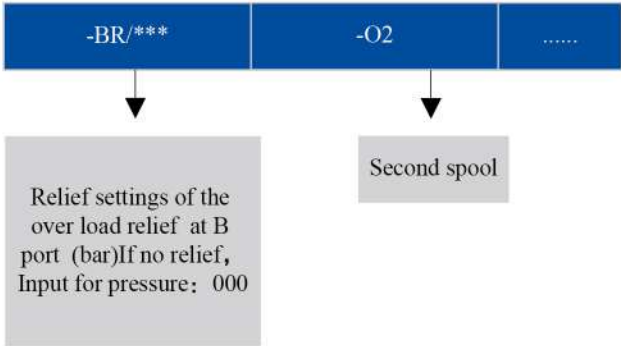 -BR/***
-O2
......
Relief settings of the
over load relief at B
port (bar)If no relief，
Input for pressure：000
Second spool